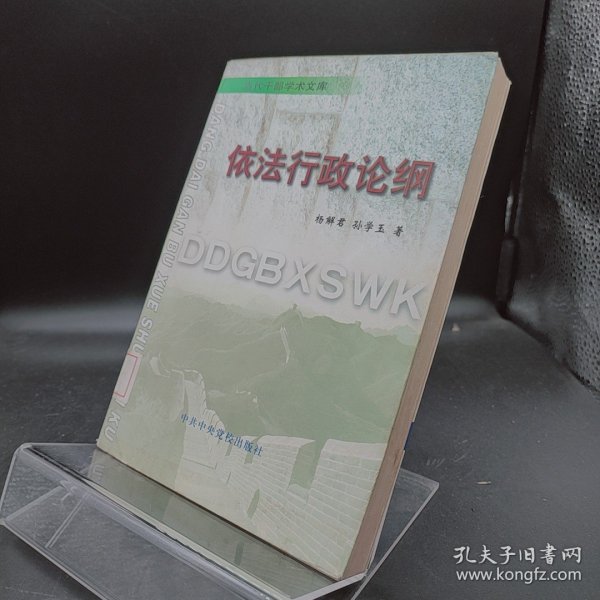 当代干部学术文库
依法行政论纲
杨解君 孙学玉 著
DDGBXSWK
DANG DAI GAN BU XUE SHU
KU
中共中央党校出版社
孔夫子旧书网
www.kongfz.com